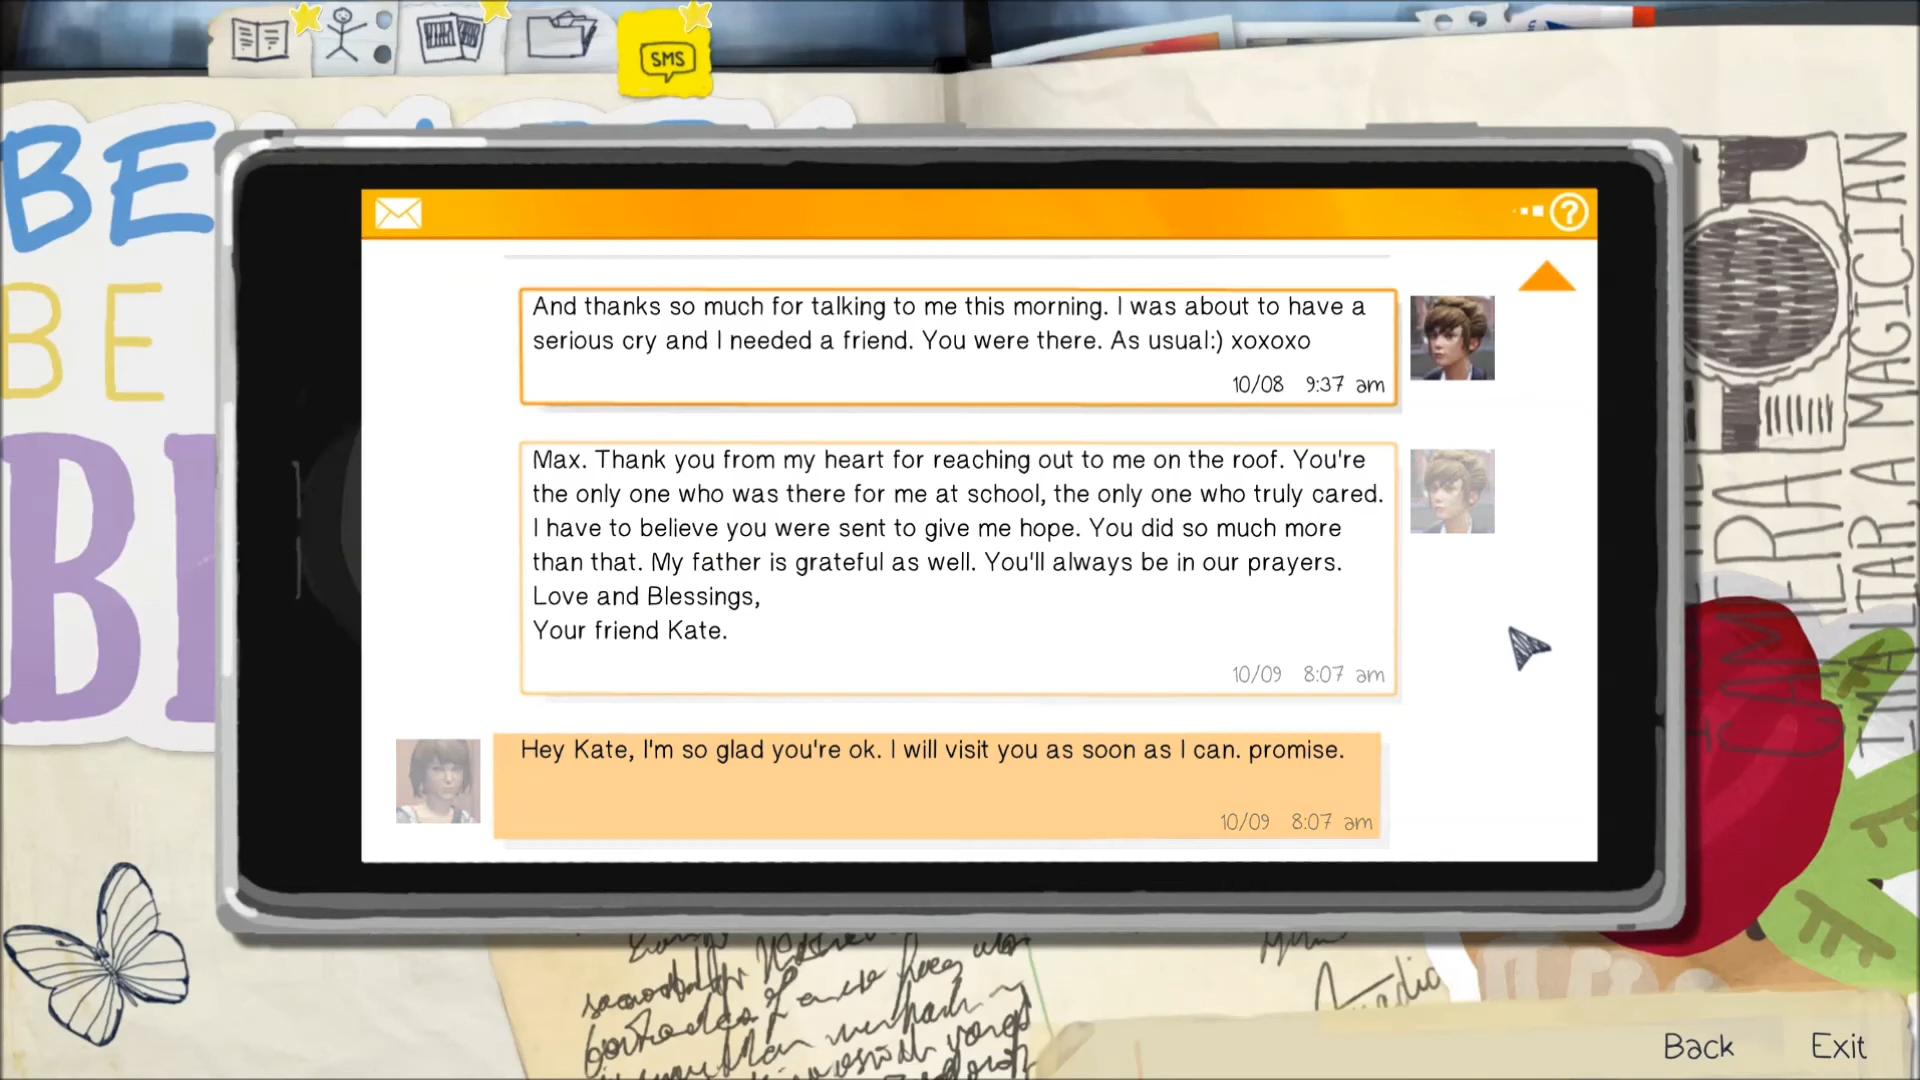 SMS
BE
BE
?
And thanks so much for talking to me this morning. I was about to have a
serious cry and I needed a friend. You were there. As usual:) xoxoxo
10/08 9:37 am
Max. Thank you from my heart for reaching out to me on the roof. You're
the only one who was there for me at school, the only one who truly cared.
I have to believe you were sent to give me hope. You did so much more
than that. My father is grateful as well. You'll always be in our prayers.
Love and Blessings,
Your friend Kate.
10/09 8:07 am
Hey Kate, I'm so glad you're ok. I will visit you as soon as I can. promise.
10/09 8:07 am
A MAGICIAN
Back Exit